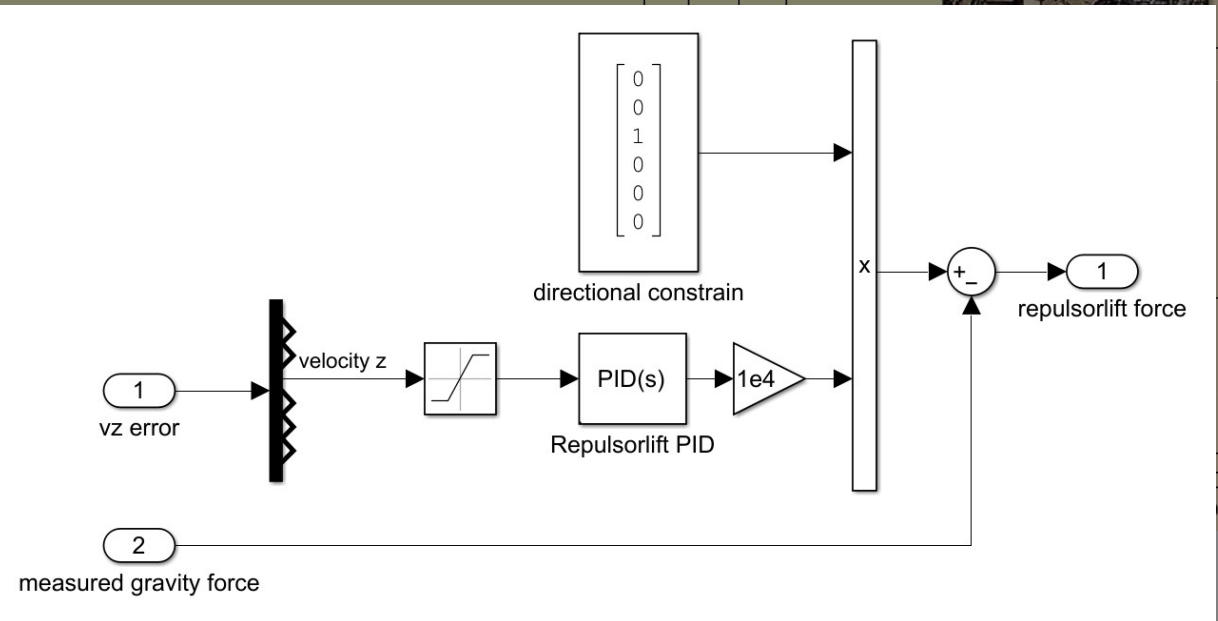 0
0
1
0
0
0
directional constrain
x
+
−
1
repulsorlift force
velocity z
PID(s)
1e4
Repulsorlift PID
1
vz error
2
measured gravity force